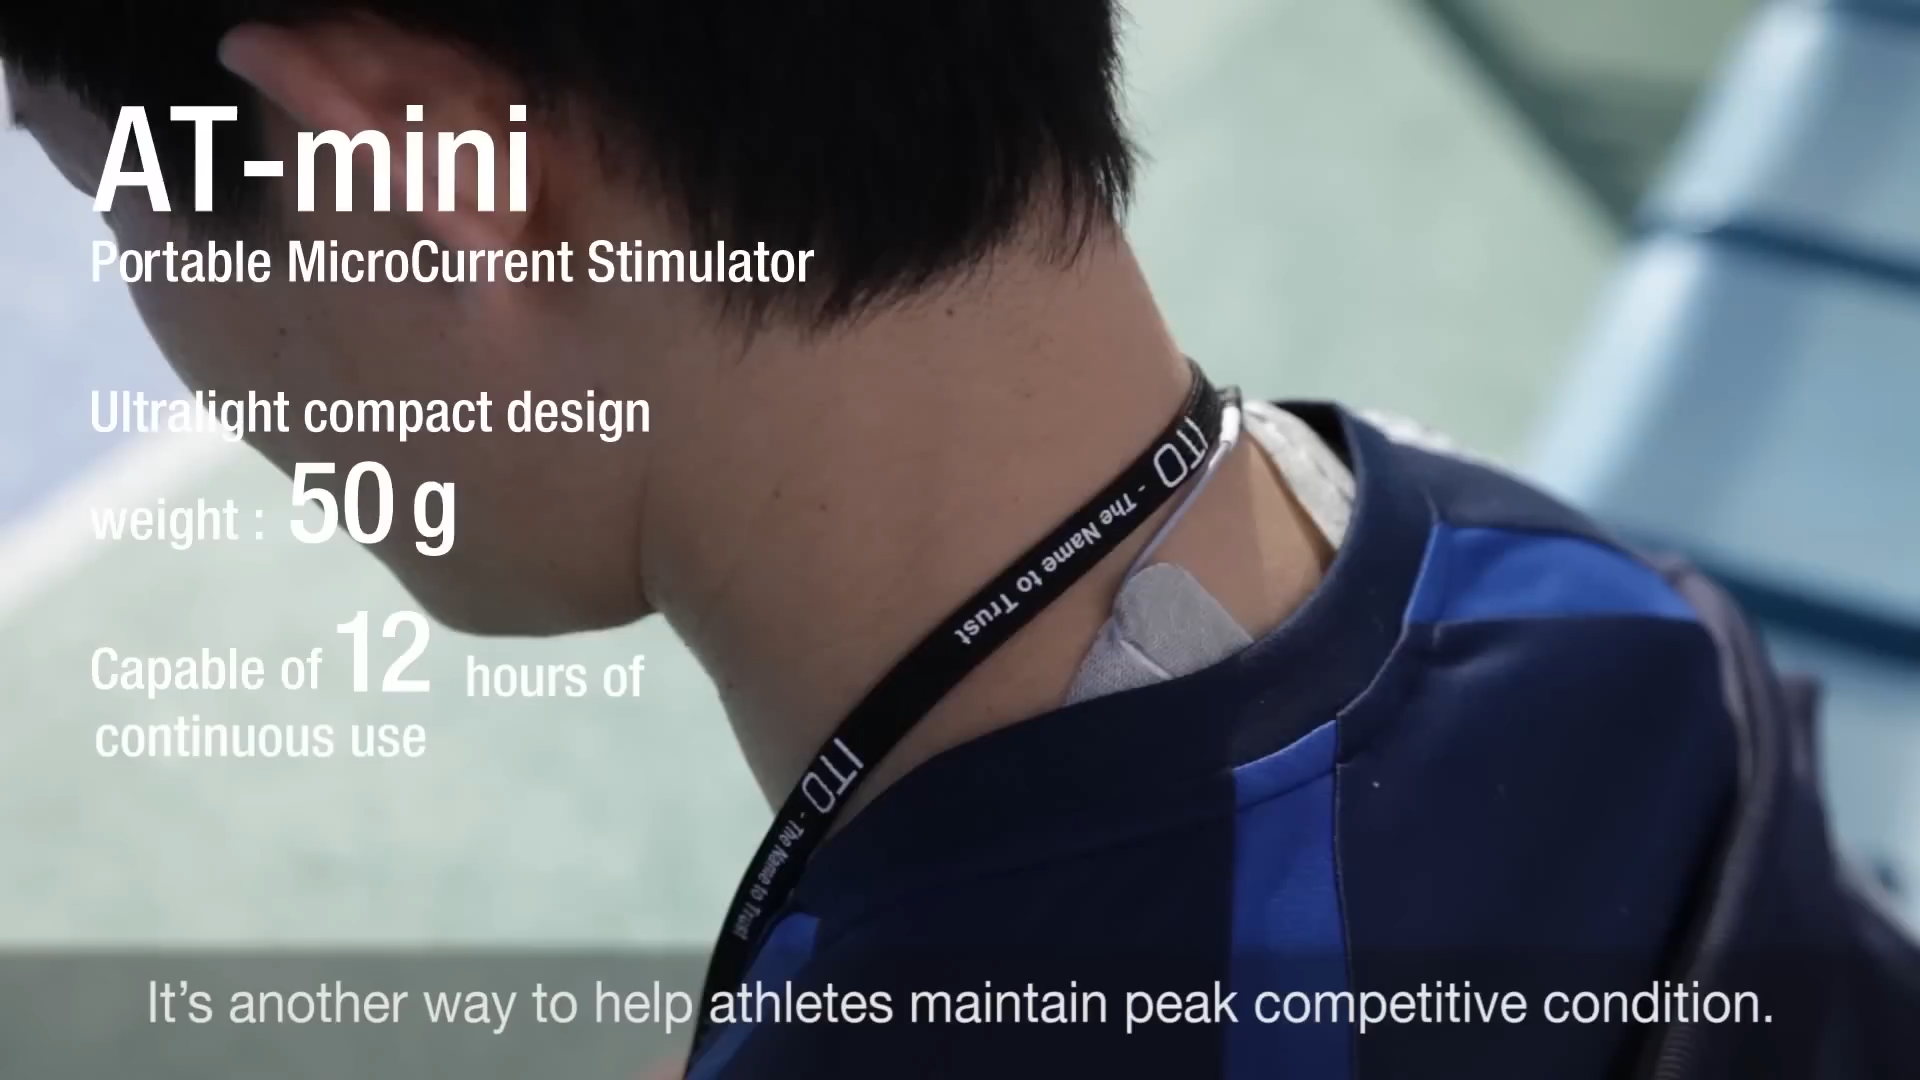 AT-mini
Portable MicroCurrent Stimulator
Ultralight compact design
weight : 50 g
Capable of 12 hours of
continuous use
ITO - The Name to Trust
ITO - The Name to Trust
It's another way to help athletes maintain peak competitive condition.